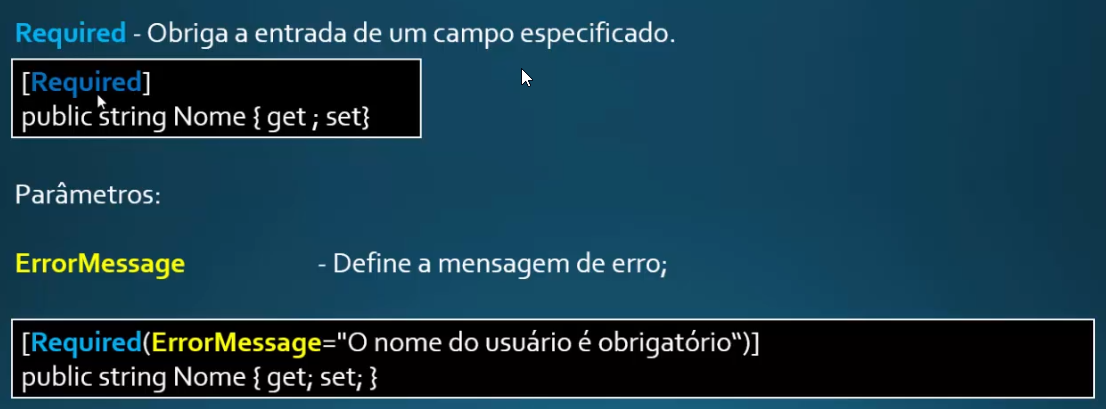 Required - Obriga a entrada de um campo especificado.
[Required]
public string Nome { get ; set}
Parâmetros:
ErrorMessage - Define a mensagem de erro;
[Required(ErrorMessage="O nome do usuário é obrigatório“)]
public string Nome { get; set; }